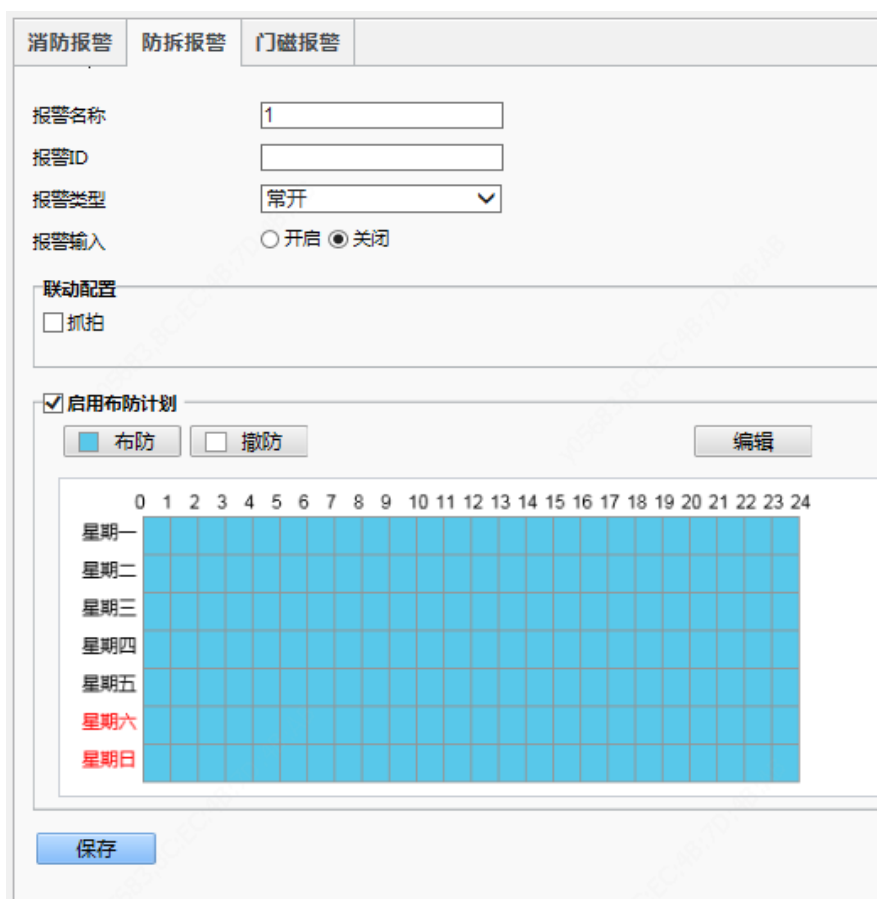 消防报警 防拆报警 门磁报警
报警名称 1
报警ID
报警类型 常开
报警输入 开启 关闭
联动配置
抓拍
启用布防计划
布防 撤防 编辑
0 1 2 3 4 5 6 7 8 9 10 11 12 13 14 15 16 17 18 19 20 21 22 23 24
星期一
星期二
星期三
星期四
星期五
星期六
星期日
保存